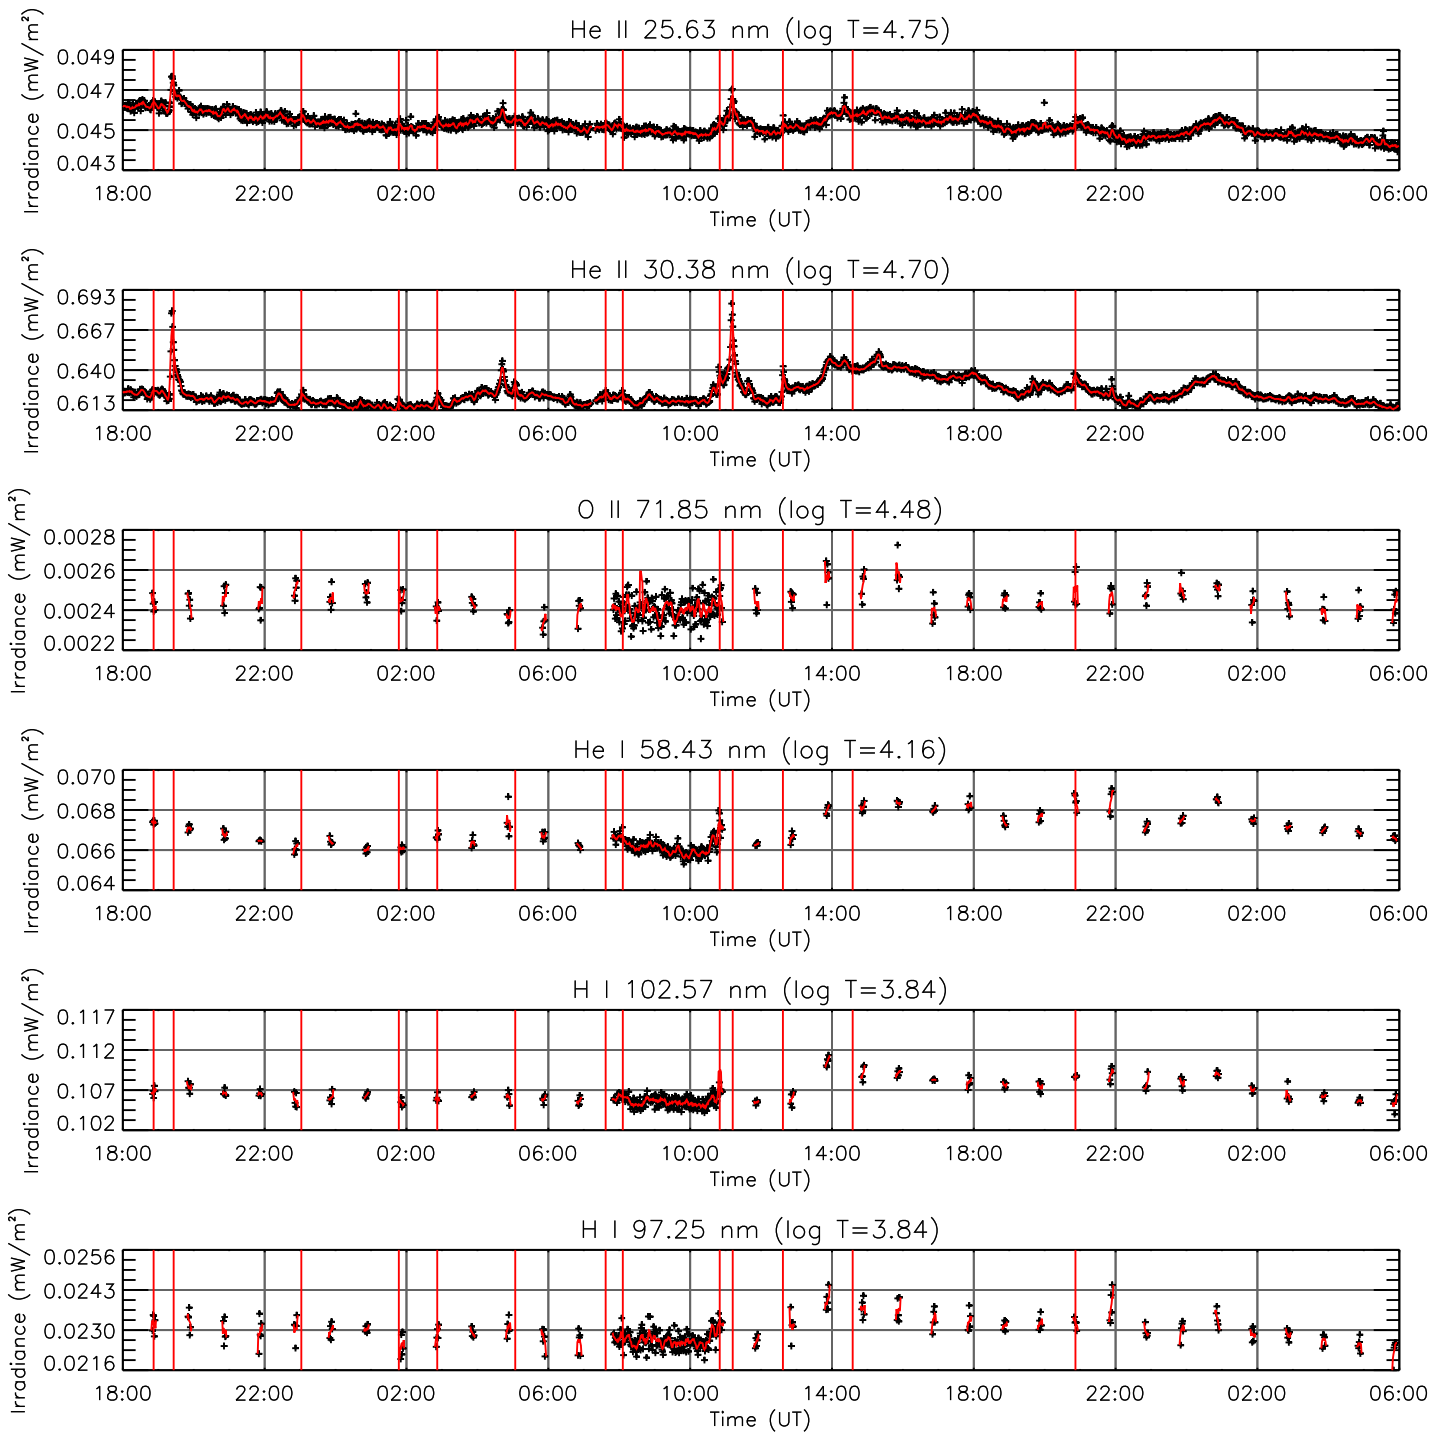 He II 25.63 nm (log T=4.75)
Irradiance (mW/m²)
0.049
0.047
0.045
0.043
18:00 22:00 02:00 06:00 10:00 14:00 18:00 22:00 02:00 06:00
Time (UT)
He II 30.38 nm (log T=4.70)
Irradiance (mW/m²)
0.693
0.667
0.640
0.613
18:00 22:00 02:00 06:00 10:00 14:00 18:00 22:00 02:00 06:00
Time (UT)
O II 71.85 nm (log T=4.48)
Irradiance (mW/m²)
0.0028
0.0026
0.0024
0.0022
18:00 22:00 02:00 06:00 10:00 14:00 18:00 22:00 02:00 06:00
Time (UT)
He I 58.43 nm (log T=4.16)
Irradiance (mW/m²)
0.070
0.068
0.066
0.064
18:00 22:00 02:00 06:00 10:00 14:00 18:00 22:00 02:00 06:00
Time (UT)
H I 102.57 nm (log T=3.84)
Irradiance (mW/m²)
0.117
0.112
0.107
0.102
18:00 22:00 02:00 06:00 10:00 14:00 18:00 22:00 02:00 06:00
Time (UT)
H I 97.25 nm (log T=3.84)
Irradiance (mW/m²)
0.0256
0.0243
0.0230
0.0216
18:00 22:00 02:00 06:00 10:00 14:00 18:00 22:00 02:00 06:00
Time (UT)